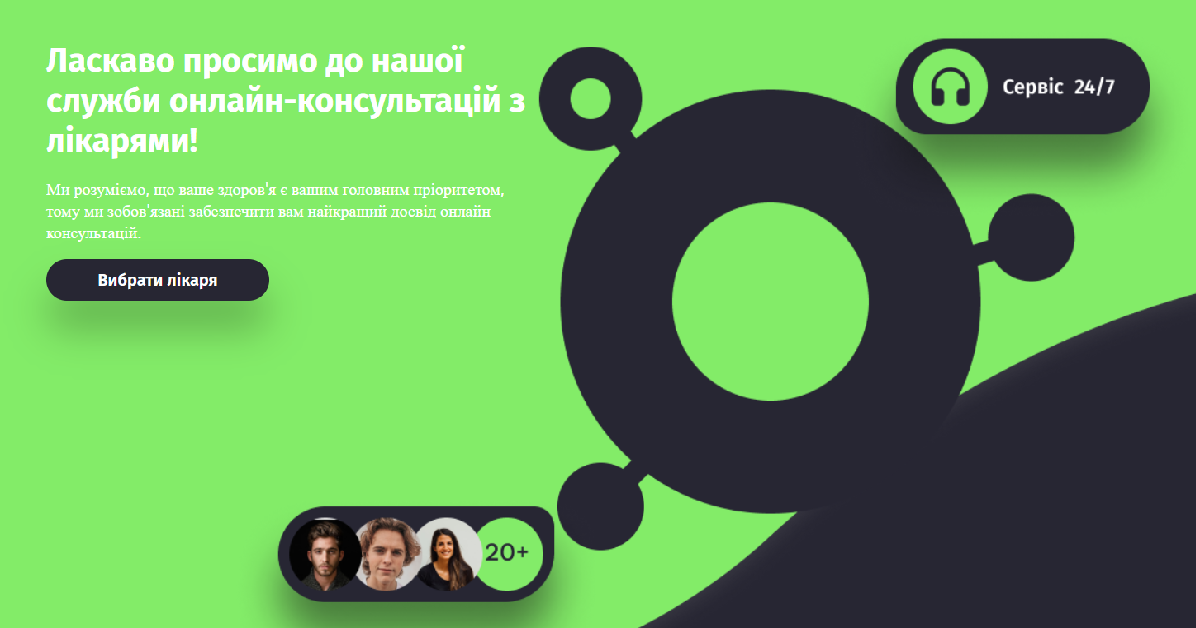 Ласкаво просимо до нашої
служби онлайн-консультацій з
лікарями!
Ми розуміємо, що ваше здоров'я є вашим головним пріоритетом,
тому ми зобов'язані забезпечити вам найкращий досвід онлайн
консультацій.
Вибрати лікаря
Сервіс 24/7
20+